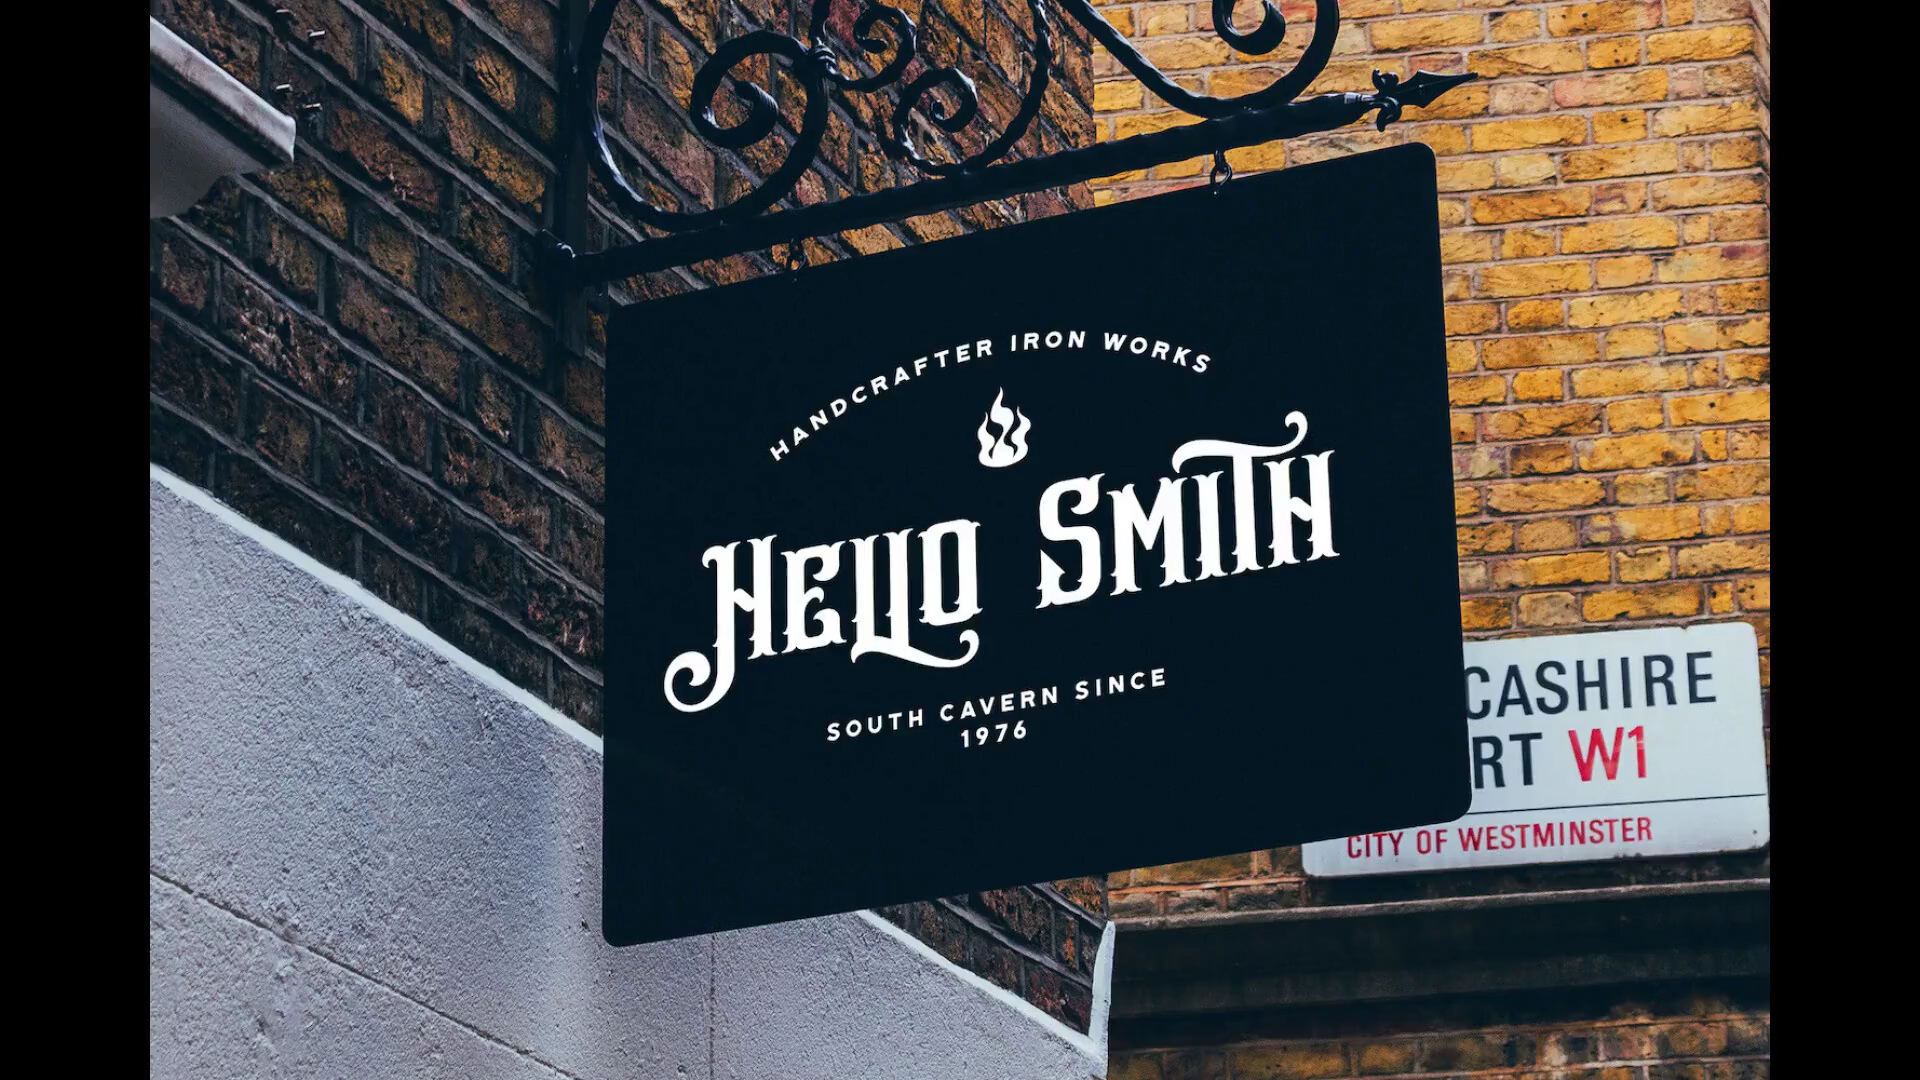 HANDCRAFTER IRON WORKS
HELLO SMITH
SOUTH CAVERN SINCE
1976
CASHIRE
RT W1
CITY OF WESTMINSTER